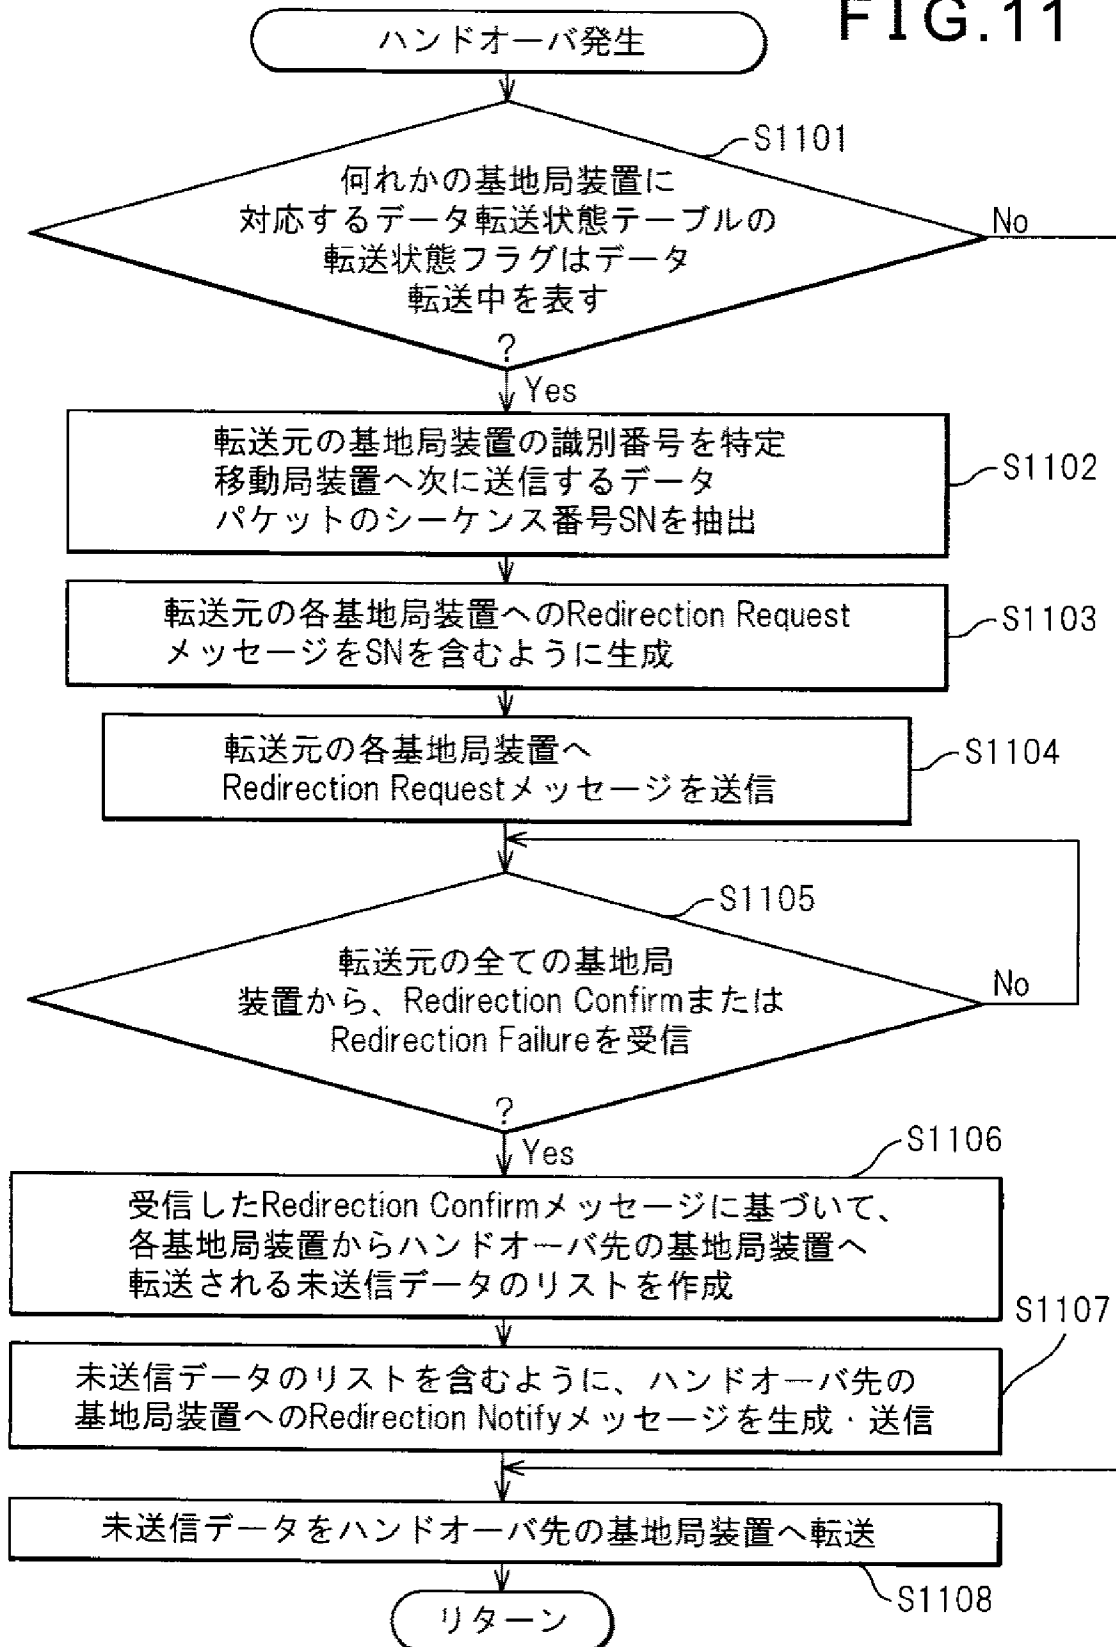 FIG.11
ハンドオーバ発生
S1101
何れかの基地局装置に
対応するデータ転送状態テーブルの
転送状態フラグはデータ
転送中を表す
?
No
Yes
転送元の基地局装置の識別番号を特定
移動局装置へ次に送信するデータ
パケットのシーケンス番号SNを抽出
S1102
転送元の各基地局装置へのRedirection Request
メッセージをSNを含むように生成
S1103
転送元の各基地局装置へ
Redirection Requestメッセージを送信
S1104
S1105
転送元の全ての基地局
装置から、Redirection Confirmまたは
Redirection Failureを受信
?
No
Yes
S1106
受信したRedirection Confirmメッセージに基づいて、
各基地局装置からハンドオーバ先の基地局装置へ
転送される未送信データのリストを作成
S1107
未送信データのリストを含むように、ハンドオーバ先の
基地局装置へのRedirection Notifyメッセージを生成・送信
未送信データをハンドオーバ先の基地局装置へ転送
S1108
リターン